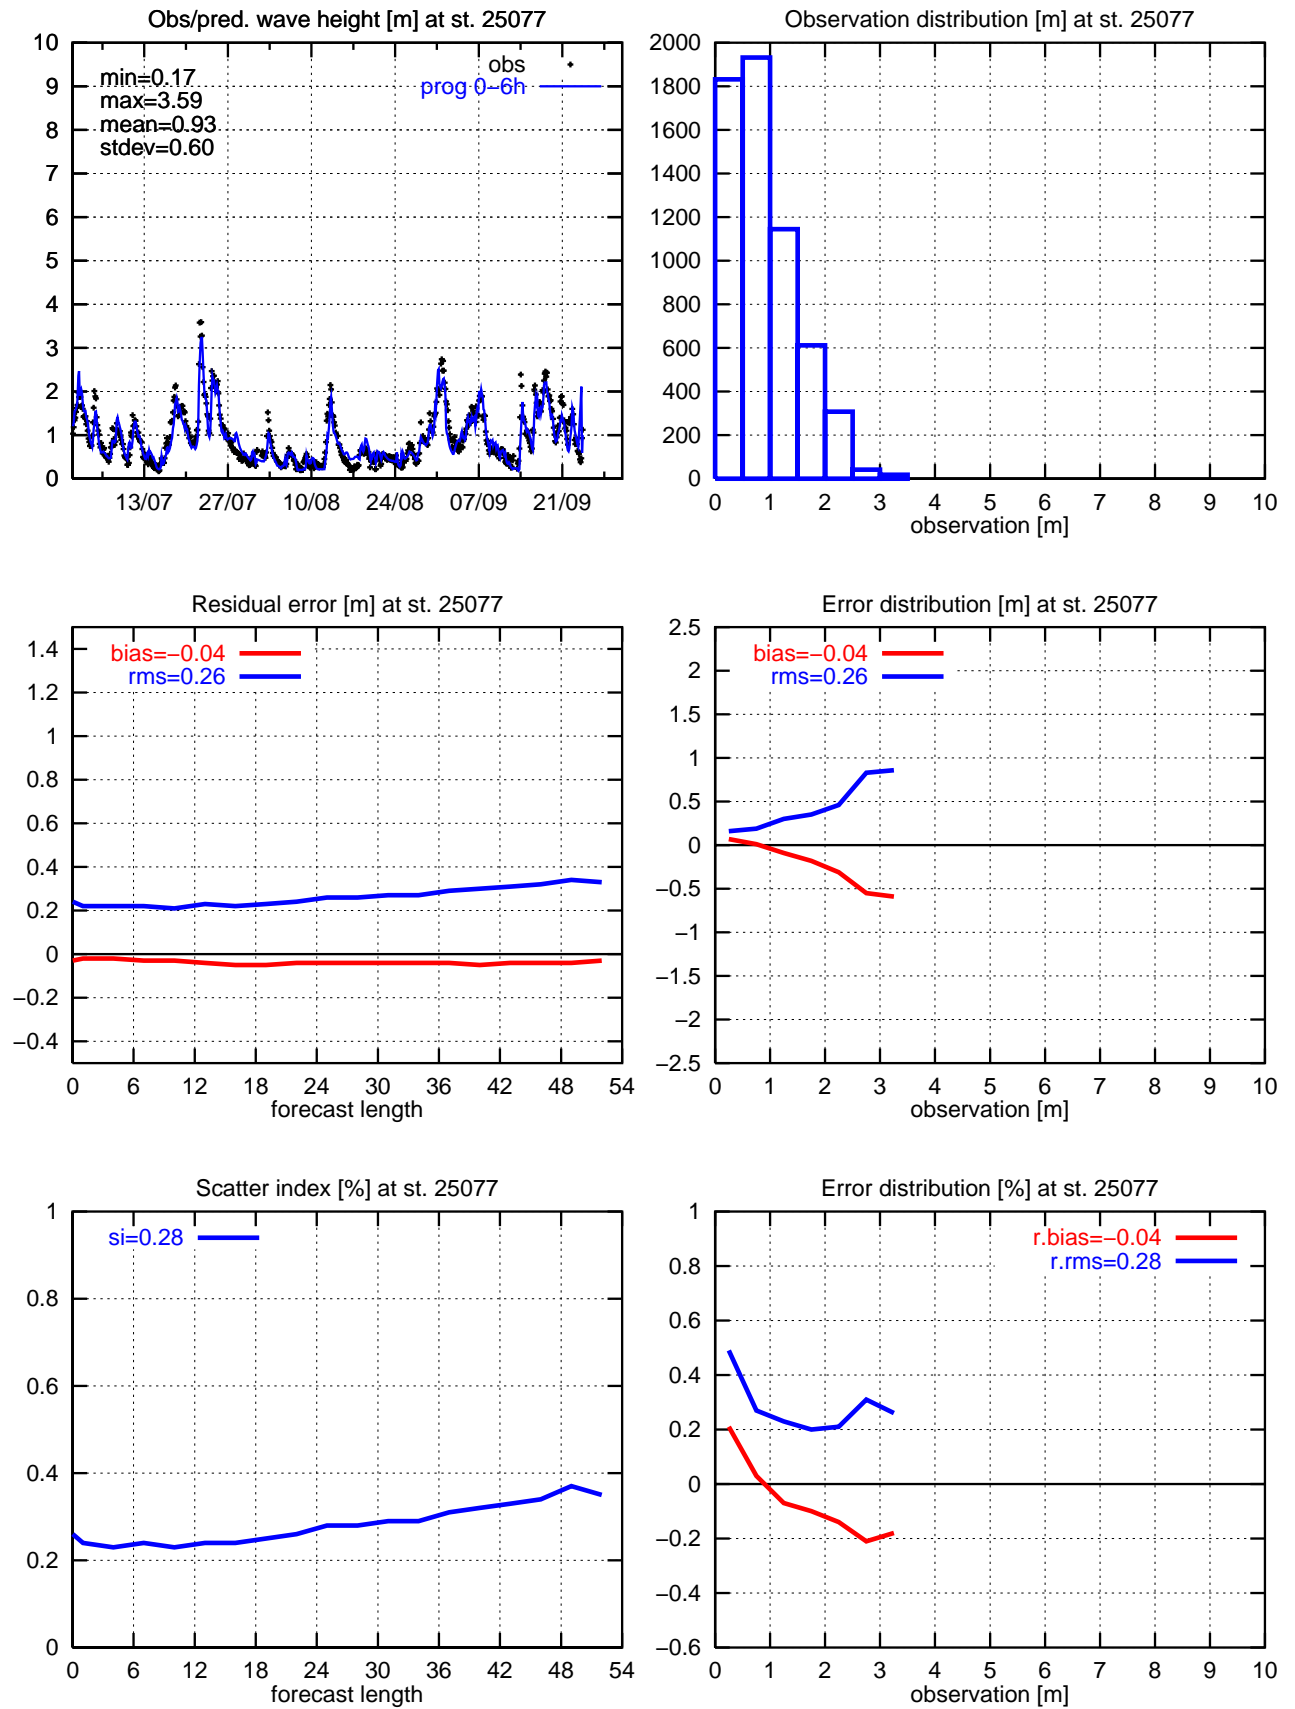 Obs/pred. wave height [m] at st. 25077
10
9
8
7
6
5
4
3
2
1
0
min=0.17
max=3.59
mean=0.93
stdev=0.60
obs
prog 0−6h
13/07 27/07 10/08 24/08 07/09 21/09
Observation distribution [m] at st. 25077
2000
1800
1600
1400
1200
1000
800
600
400
200
0
0 1 2 3 4 5 6 7 8 9 10
observation [m]
Residual error [m] at st. 25077
1.4
1.2
1
0.8
0.6
0.4
0.2
0
−0.2
−0.4
bias=−0.04
rms=0.26
0 6 12 18 24 30 36 42 48 54
forecast length
Error distribution [m] at st. 25077
2.5
2
1.5
1
0.5
0
−0.5
−1
−1.5
−2
−2.5
bias=−0.04
rms=0.26
0 1 2 3 4 5 6 7 8 9 10
observation [m]
Scatter index [%] at st. 25077
1
0.8
0.6
0.4
0.2
0
si=0.28
0 6 12 18 24 30 36 42 48 54
forecast length
Error distribution [%] at st. 25077
1
0.8
0.6
0.4
0.2
0
−0.2
−0.4
−0.6
r.bias=−0.04
r.rms=0.28
0 1 2 3 4 5 6 7 8 9 10
observation [m]